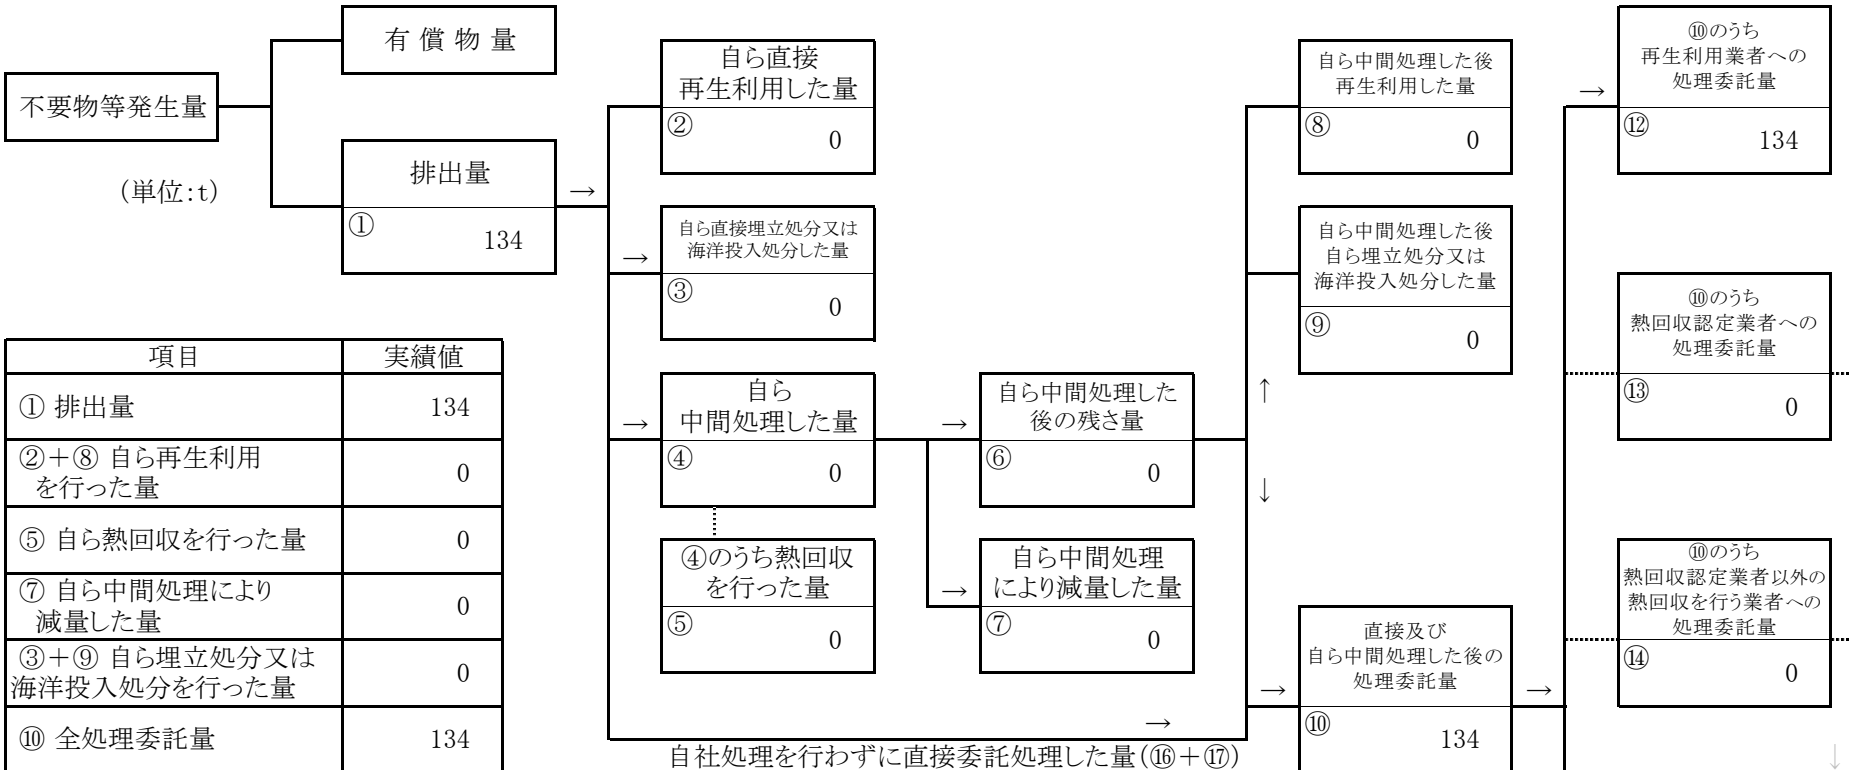 有 償 物 量
不要物等発生量
(単位:t)
排出量
① 134
→
自ら直接
再生利用した量
② 0
→
自ら直接埋立処分又は
海洋投入処分した量
③ 0
→
自ら
中間処理した量
④ 0
④のうち熱回収
を行った量
⑤ 0
→
自ら中間処理した
後の残さ量
⑥ 0
→
自ら中間処理
により減量した量
⑦ 0
→
自社処理を行わずに直接委託処理した量(⑯+⑰)
↑
↓
自ら中間処理した後
再生利用した量
⑧ 0
自ら中間処理した後
自ら埋立処分又は
海洋投入処分した量
⑨ 0
→
直接及び
自ら中間処理した後の
処理委託量
⑩ 134
→
→
⑩のうち
再生利用業者への
処理委託量
⑫ 134
⑩のうち
熱回収認定業者への
処理委託量
⑬ 0
⑩のうち
熱回収認定業者以外の
熱回収を行う業者への
処理委託量
⑭ 0
↓
項目 実績値
① 排出量 134
②+⑧ 自ら再生利用
を行った量 0
⑤ 自ら熱回収を行った量 0
⑦ 自ら中間処理により
減量した量 0
③+⑨ 自ら埋立処分又は
海洋投入処分を行った量 0
⑩ 全処理委託量 134